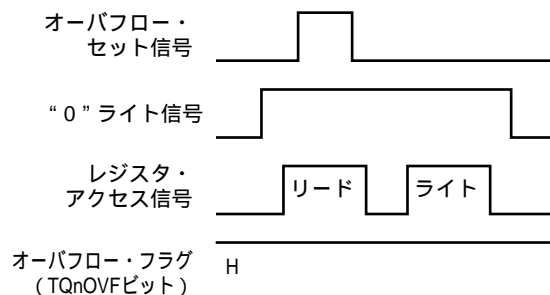 オーバフロー・
セット信号
“０”ライト信号
レジスタ・
アクセス信号
リード
ライト
オーバフロー・フラグ
（TQnOVFビット）
H